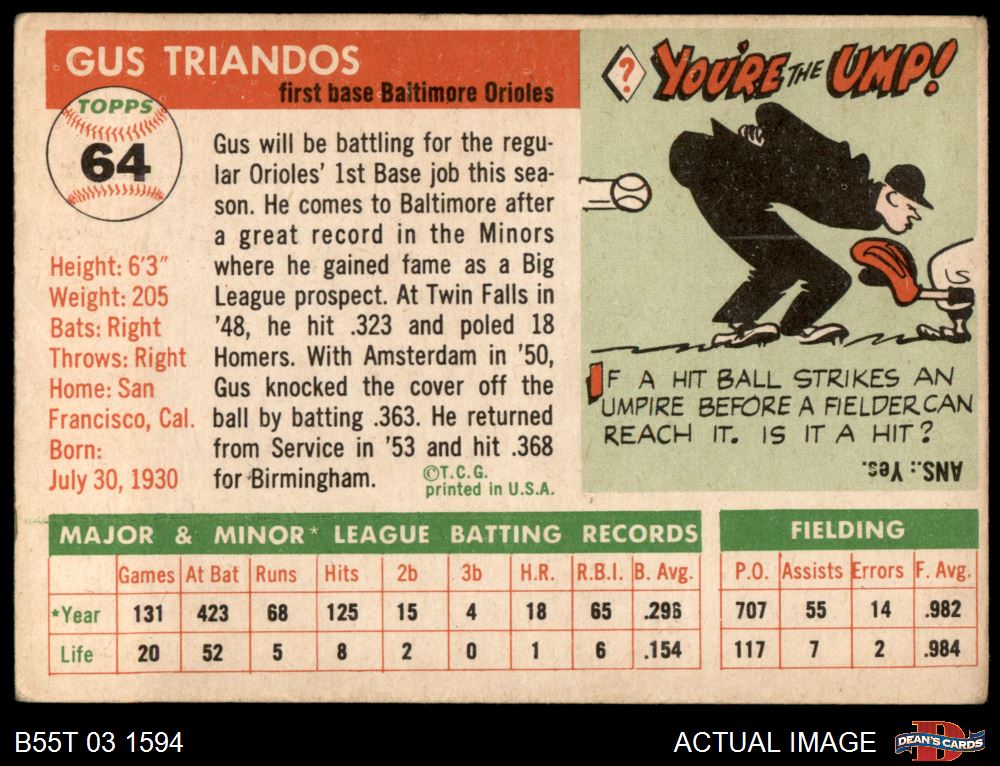 GUS TRIANDOS
first base Baltimore Orioles
TOPPS
64
Height: 6'3"
Weight: 205
Bats: Right
Throws: Right
Home: San
Francisco, Cal.
Born:
July 30, 1930
Gus will be battling for the regu-
lar Orioles' 1st Base job this sea-
son. He comes to Baltimore after
a great record in the Minors
where he gained fame as a Big
League prospect. At Twin Falls in
'48, he hit .323 and poled 18
Homers. With Amsterdam in '50,
Gus knocked the cover off the
ball by batting .363. He returned
from Service in '53 and hit .368
for Birmingham.
©T.C.G.
printed in U.S.A.
?
YOU'RE THE UMP!
IF A HIT BALL STRIKES AN
UMPIRE BEFORE A FIELDER CAN
REACH IT. IS IT A HIT?
ANS.: Yes.
MAJOR & MINOR* LEAGUE BATTING RECORDS
Games At Bat Runs Hits 2b 3b H.R. R.B.I. B. Avg.
*Year 131 423 68 125 15 4 18 65 .296
Life 20 52 5 8 2 0 1 6 .154
FIELDING
P.O. Assists Errors F. Avg.
707 55 14 .982
117 7 2 .984
B55T 03 1594
ACTUAL IMAGE
DEAN'S CARDS